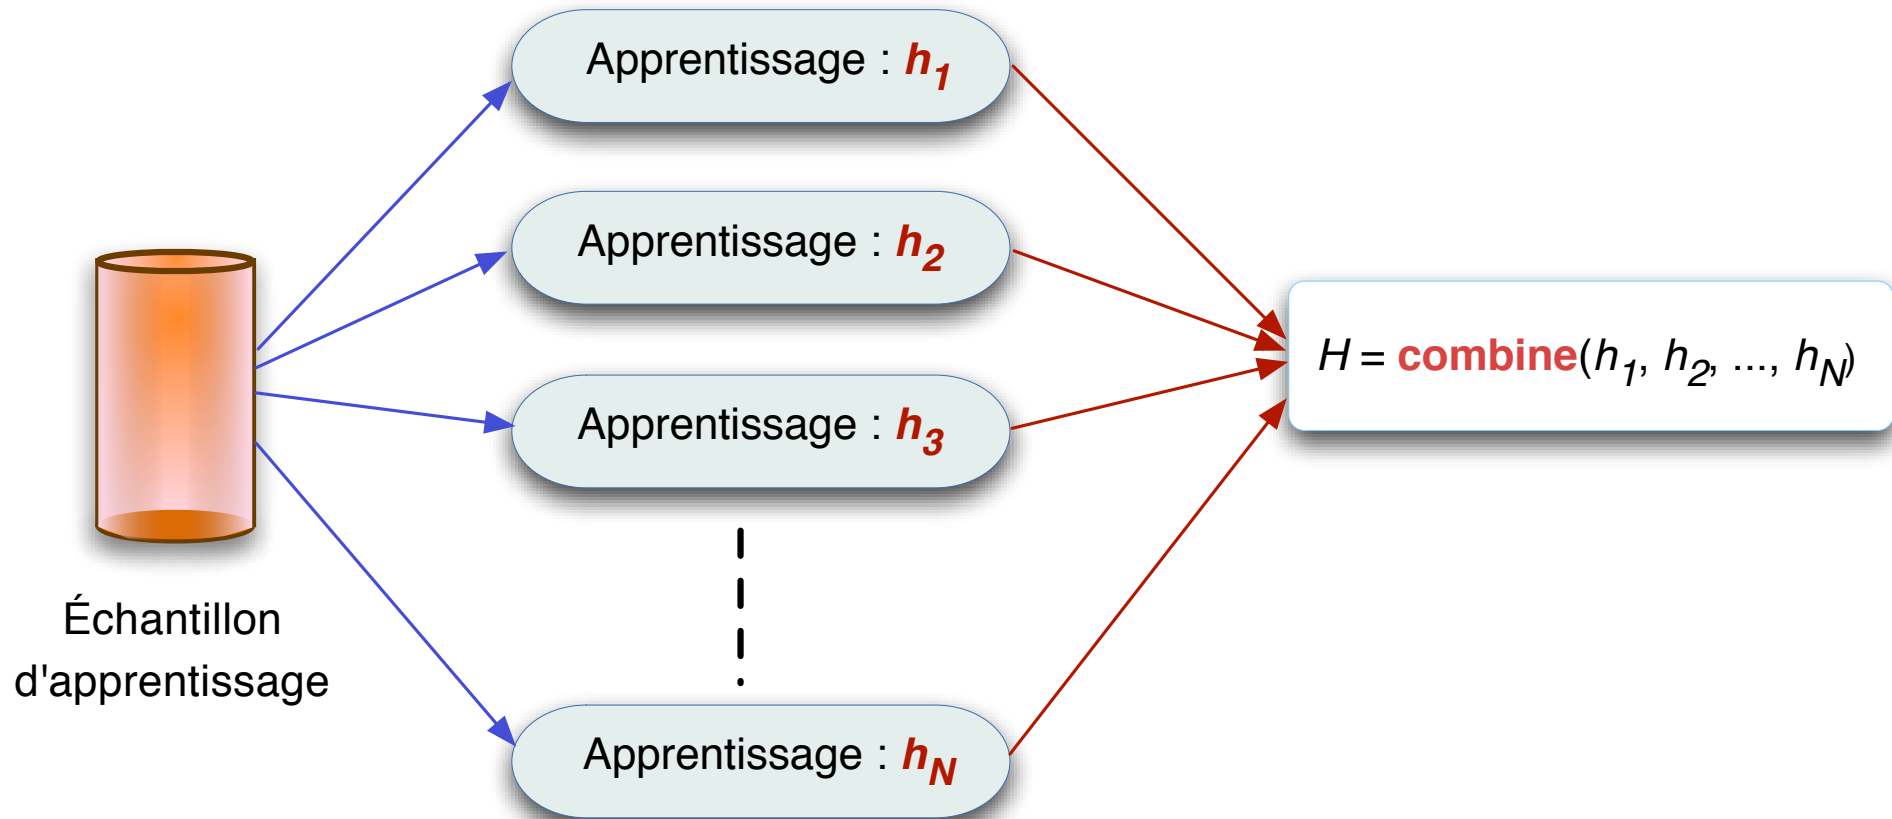 Apprentissage : h1
Apprentissage : h2
Apprentissage : h3
Apprentissage : hN
Échantillon
d'apprentissage
H = combine(h1, h2, ..., hN)